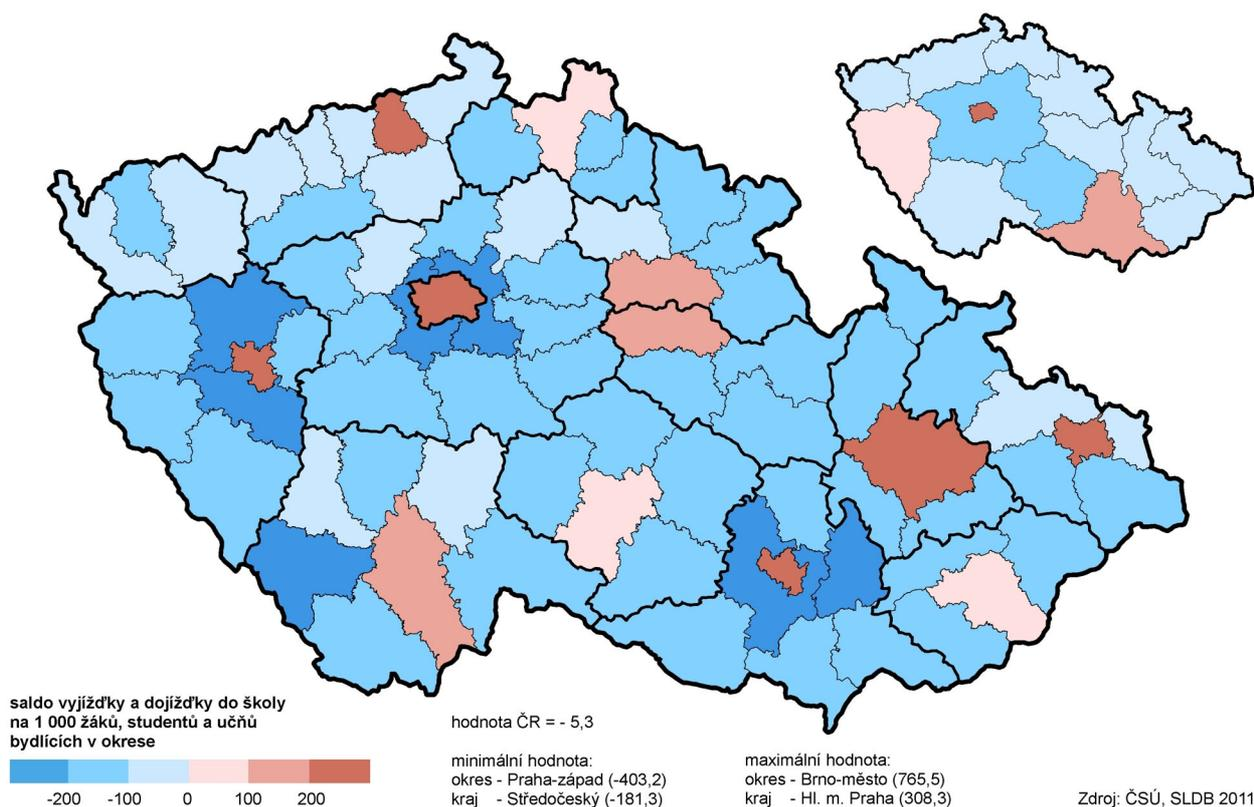 saldo vyjížďky a dojížďky do školy
na 1 000 žáků, studentů a učňů
bydlících v okrese
-200 -100 0 100 200
hodnota ČR = - 5,3
minimální hodnota:
okres - Praha-západ (-403,2)
kraj - Středočeský (-181,3)
maximální hodnota:
okres - Brno-město (765,5)
kraj - Hl. m. Praha (308,3)
Zdroj: ČSÚ, SLDB 2011